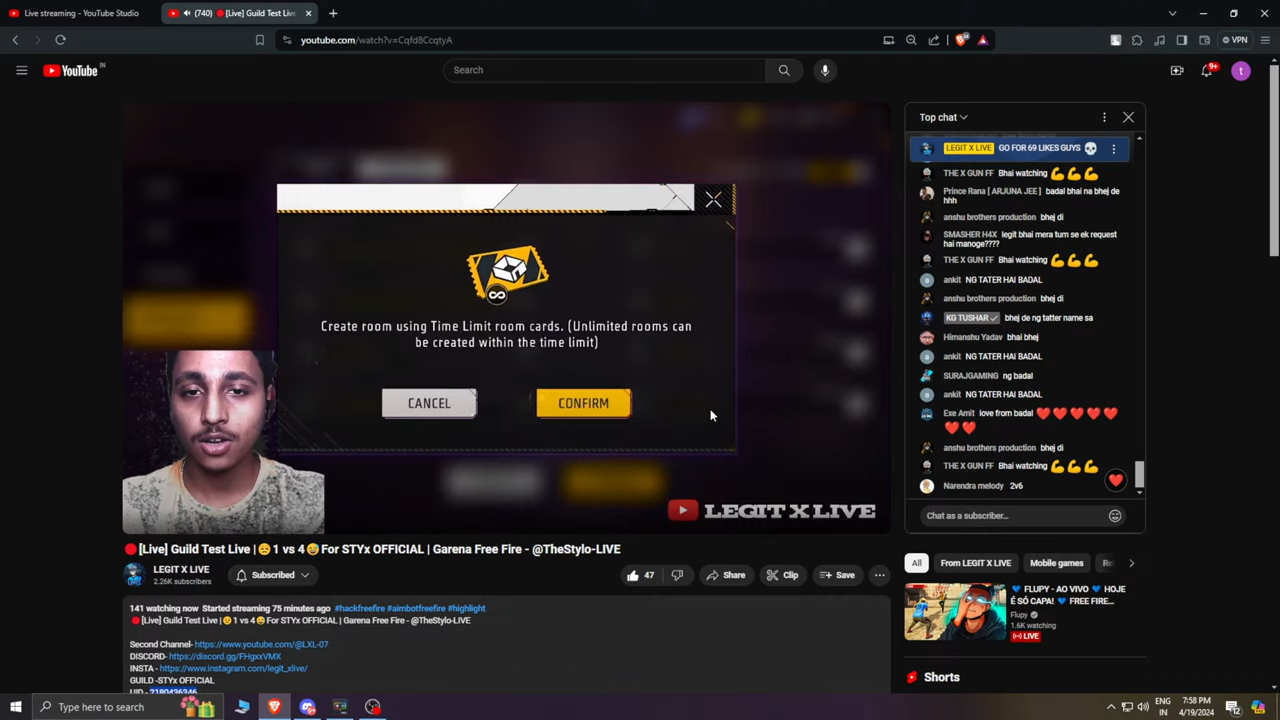 Live streaming - YouTube Studio
(740) 🔴 [Live] Guild Test Live
youtube.com/watch?v=Cqfd8CcqtyA
VPN
YouTube IN
Search
9+
t
Create room using Time Limit room cards. (Unlimited rooms can
be created within the time limit)
CANCEL
CONFIRM
LEGIT X LIVE
Top chat
LEGIT X LIVE GO FOR 69 LIKES GUYS 💀
THE X GUN FF Bhai watching 💪💪💪
Prince Rana [ ARJUNA JEE ] badal bhai na bhej de
hhh
anshu brothers production bhej di
SMASHER H4X legit bhai mera turn se ek request
hai manoge????
THE X GUN FF Bhai watching 💪💪💪
ankit NG TATER HAI BADAL
anshu brothers production bhej di
KG TUSHAR ✓ bhej de ng tatter name sa
Himanshu Yadav bhai bhej
ankit NG TATER HAI BADAL
SURAJGAMING ng badal
ankit NG TATER HAI BADAL
Exe Amit love from badal ❤️❤️❤️❤️❤️
❤️❤️
anshu brothers production bhej di
THE X GUN FF Bhai watching 💪💪💪
Narendra melody 2v6
Chat as a subscriber...
🔴[Live] Guild Test Live | 😔1 vs 4😅For STYx OFFICIAL | Garena Free Fire - @TheStylo-LIVE
LEGIT X LIVE
2.26K subscribers
Subscribed
47
Share
Clip
Save
141 watching now Started streaming 75 minutes ago #hackfreefire #aimbotfreefire #highlight
🔴[Live] Guild Test Live | 😔1 vs 4😅For STYx OFFICIAL | Garena Free Fire - @TheStylo-LIVE
Second Channel- https://www.youtube.com/@LXL-07
DISCORD- https://discord.gg/FHgxxVMX
INSTA - https://www.instagram.com/legit_xlive/
GUILD -STYx OFFICIAL
UID - 2180436346
All
From LEGIT X LIVE
Mobile games
💙 FLUPY - AO VIVO 💙 HOJE
É SÓ CAPA! 💙 FREE FIRE...
Flupy
1.6K watching
LIVE
Shorts
Type here to search
ENG
IN
7:58 PM
4/19/2024
12